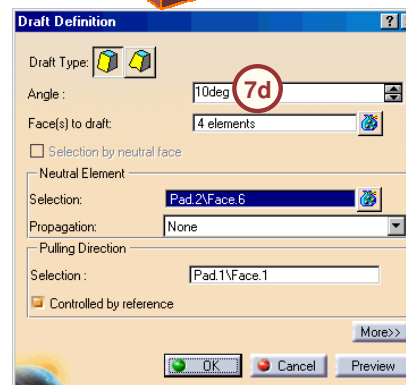 Draft Definition
?
Draft Type:
Angle : 10deg 7d
Face(s) to draft: 4 elements
Selection by neutral face
Neutral Element
Selection: Pad.2\Face.6
Propagation: None
Pulling Direction
Selection : Pad.1\Face.1
Controlled by reference
More>>
OK Cancel Preview